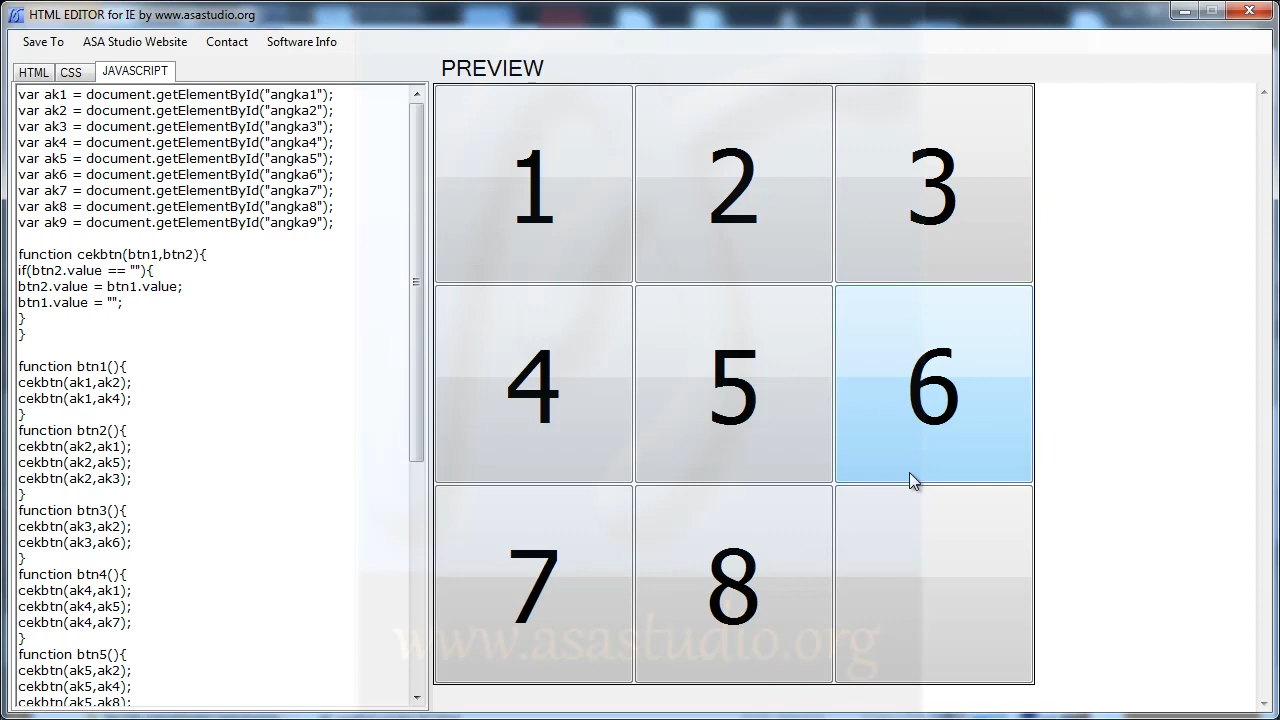 HTML EDITOR for IE by www.asastudio.org
Save To ASA Studio Website Contact Software Info
HTML CSS JAVASCRIPT
var ak1 = document.getElementById("angka1");
var ak2 = document.getElementById("angka2");
var ak3 = document.getElementById("angka3");
var ak4 = document.getElementById("angka4");
var ak5 = document.getElementById("angka5");
var ak6 = document.getElementById("angka6");
var ak7 = document.getElementById("angka7");
var ak8 = document.getElementById("angka8");
var ak9 = document.getElementById("angka9");
function cekbtn(btn1,btn2){
if(btn2.value == ""){
btn2.value = btn1.value;
btn1.value = "";
}
}
function btn1(){
cekbtn(ak1,ak2);
cekbtn(ak1,ak4);
}
function btn2(){
cekbtn(ak2,ak1);
cekbtn(ak2,ak5);
cekbtn(ak2,ak3);
}
function btn3(){
cekbtn(ak3,ak2);
cekbtn(ak3,ak6);
}
function btn4(){
cekbtn(ak4,ak1);
cekbtn(ak4,ak5);
cekbtn(ak4,ak7);
}
function btn5(){
cekbtn(ak5,ak2);
cekbtn(ak5,ak4);
cekbtn(ak5,ak8);
PREVIEW
1 2 3
4 5 6
7 8
www.asastudio.org